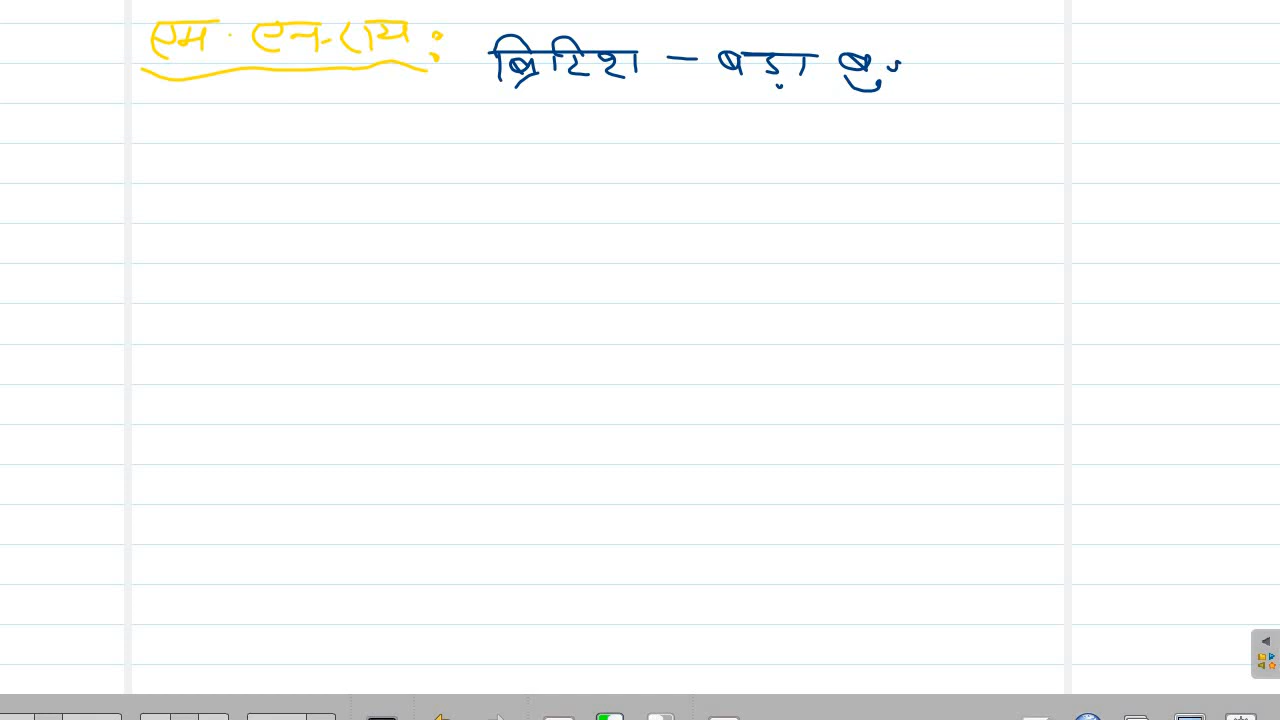 एम. एन. राय :
ब्रिटिश – बड़ा